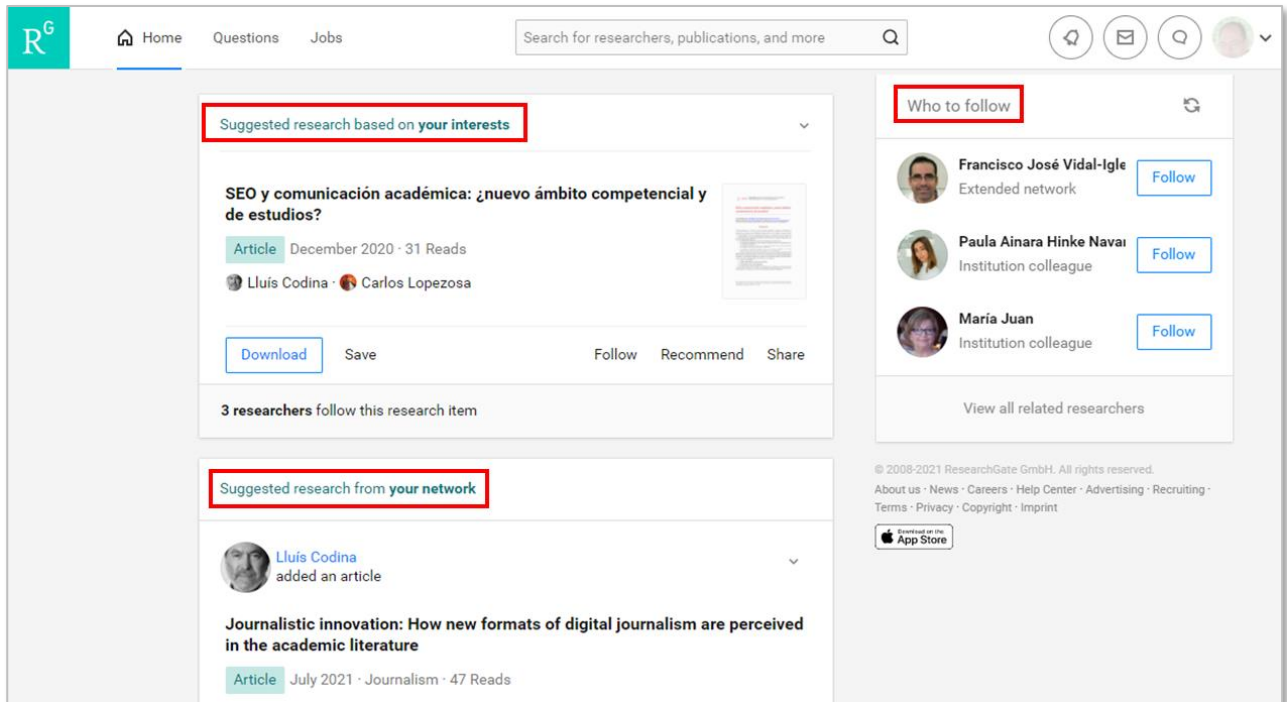 RG
Home Questions Jobs Search for researchers, publications, and more
Suggested research based on your interests
SEO y comunicación académica: ¿nuevo ámbito competencial y
de estudios?
Article December 2020 · 31 Reads
Lluís Codina · Carlos Lopezosa
Download Save Follow Recommend Share
3 researchers follow this research item
Suggested research from your network
Lluís Codina
added an article
Journalistic innovation: How new formats of digital journalism are perceived
in the academic literature
Article July 2021 · Journalism · 47 Reads
Who to follow
Francisco José Vidal-Igle
Extended network
Follow
Paula Ainara Hinke Navar
Institution colleague
Follow
María Juan
Institution colleague
Follow
View all related researchers
© 2008-2021 ResearchGate GmbH. All rights reserved.
About us · News · Careers · Help Center · Advertising · Recruiting ·
Terms · Privacy · Copyright · Imprint
Download on the
App Store